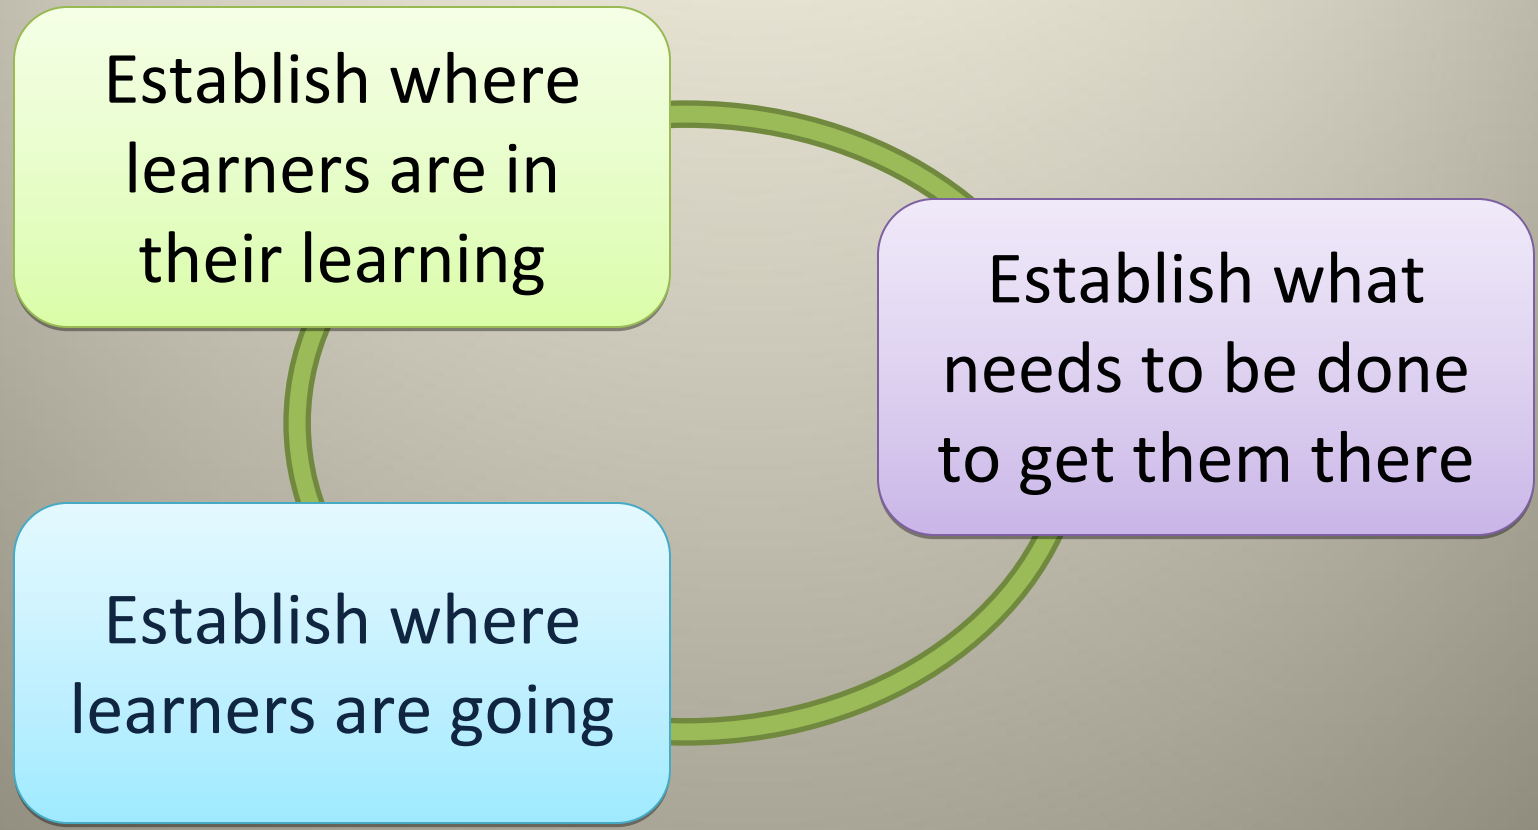 Establish where
learners are in
their learning
Establish what
needs to be done
to get them there
Establish where
learners are going